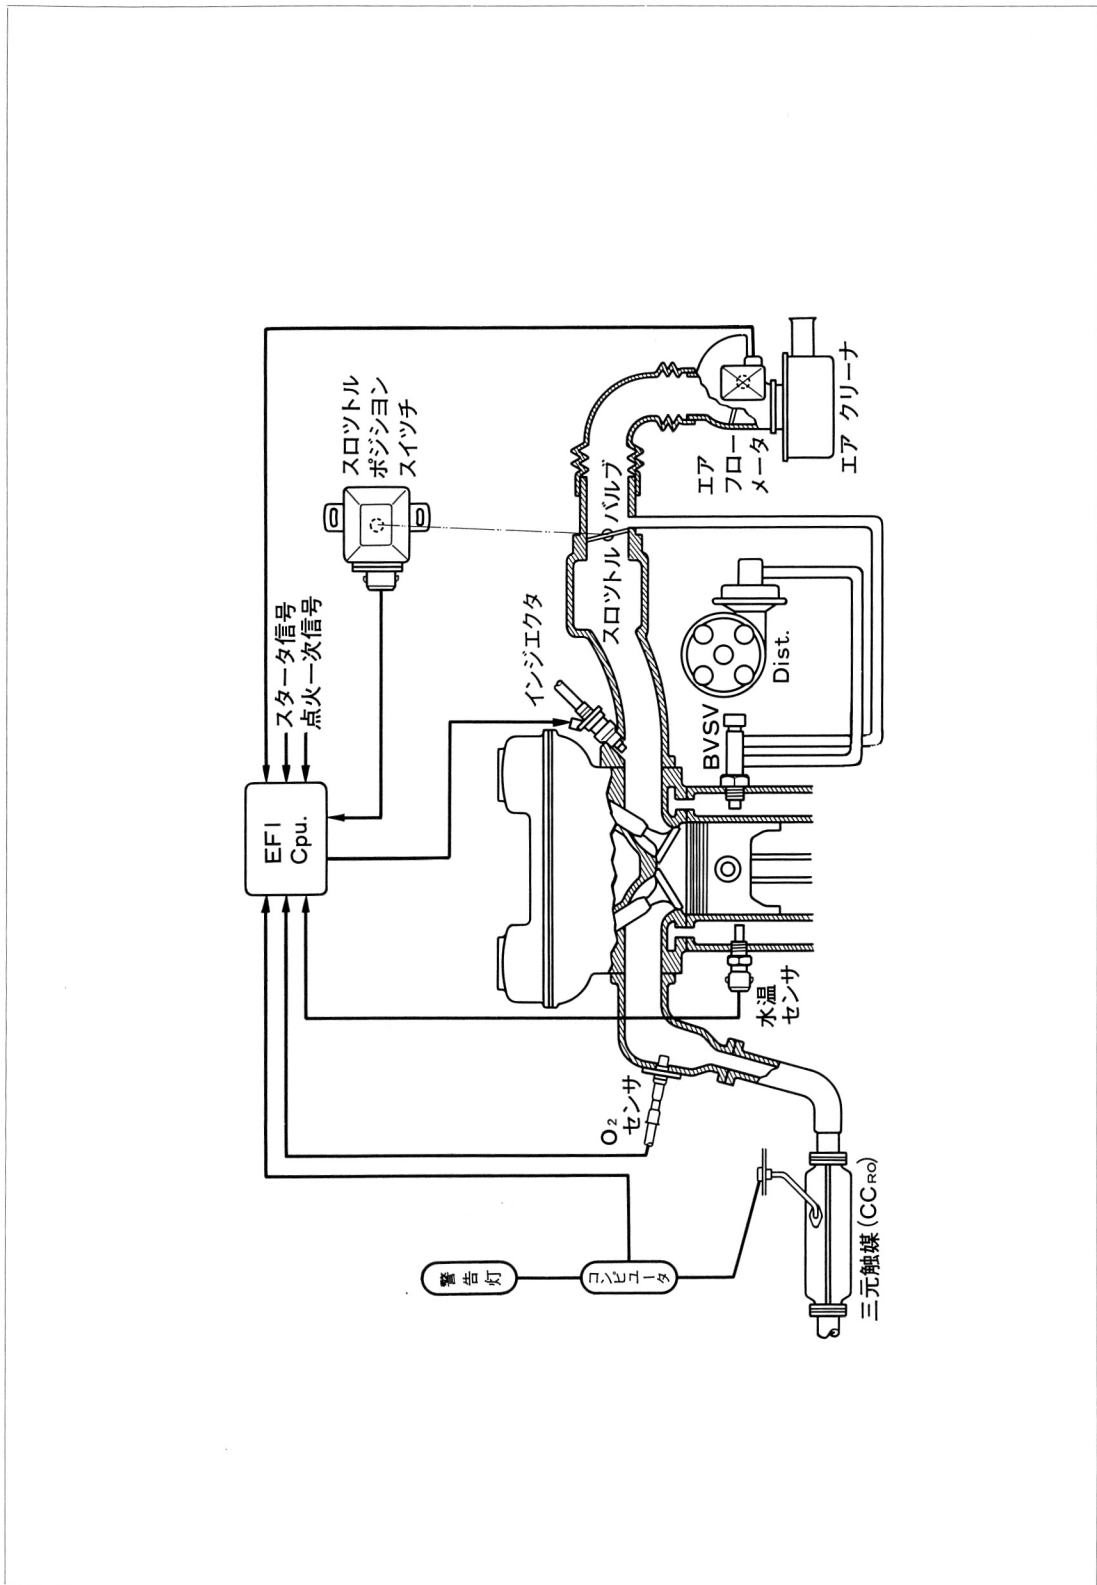 スロツトル
ポジシヨン
スイツチ
スタータ信号
点火一次信号
EFI
Cpu.
インジエクタ
スロツトルバルブ
エア
フロー
メータ
エア クリーナ
Dist.
BVSV
水温
センサ
O₂
センサ
警告灯
コンピュータ
三元触媒(CCRO)